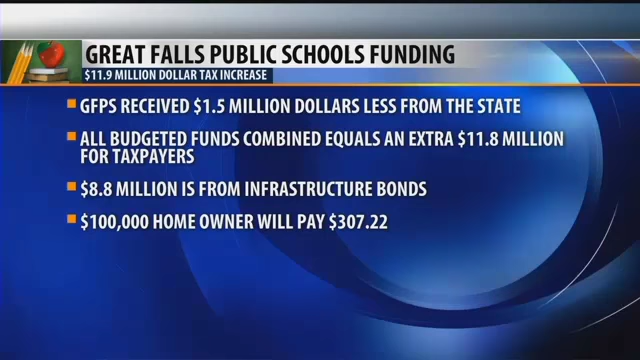 GREAT FALLS PUBLIC SCHOOLS FUNDING
$11.9 MILLION DOLLAR TAX INCREASE
GFPS RECEIVED $1.5 MILLION DOLLARS LESS FROM THE STATE
ALL BUDGETED FUNDS COMBINED EQUALS AN EXTRA $11.8 MILLION
FOR TAXPAYERS
$8.8 MILLION IS FROM INFRASTRUCTURE BONDS
$100,000 HOME OWNER WILL PAY $307.22